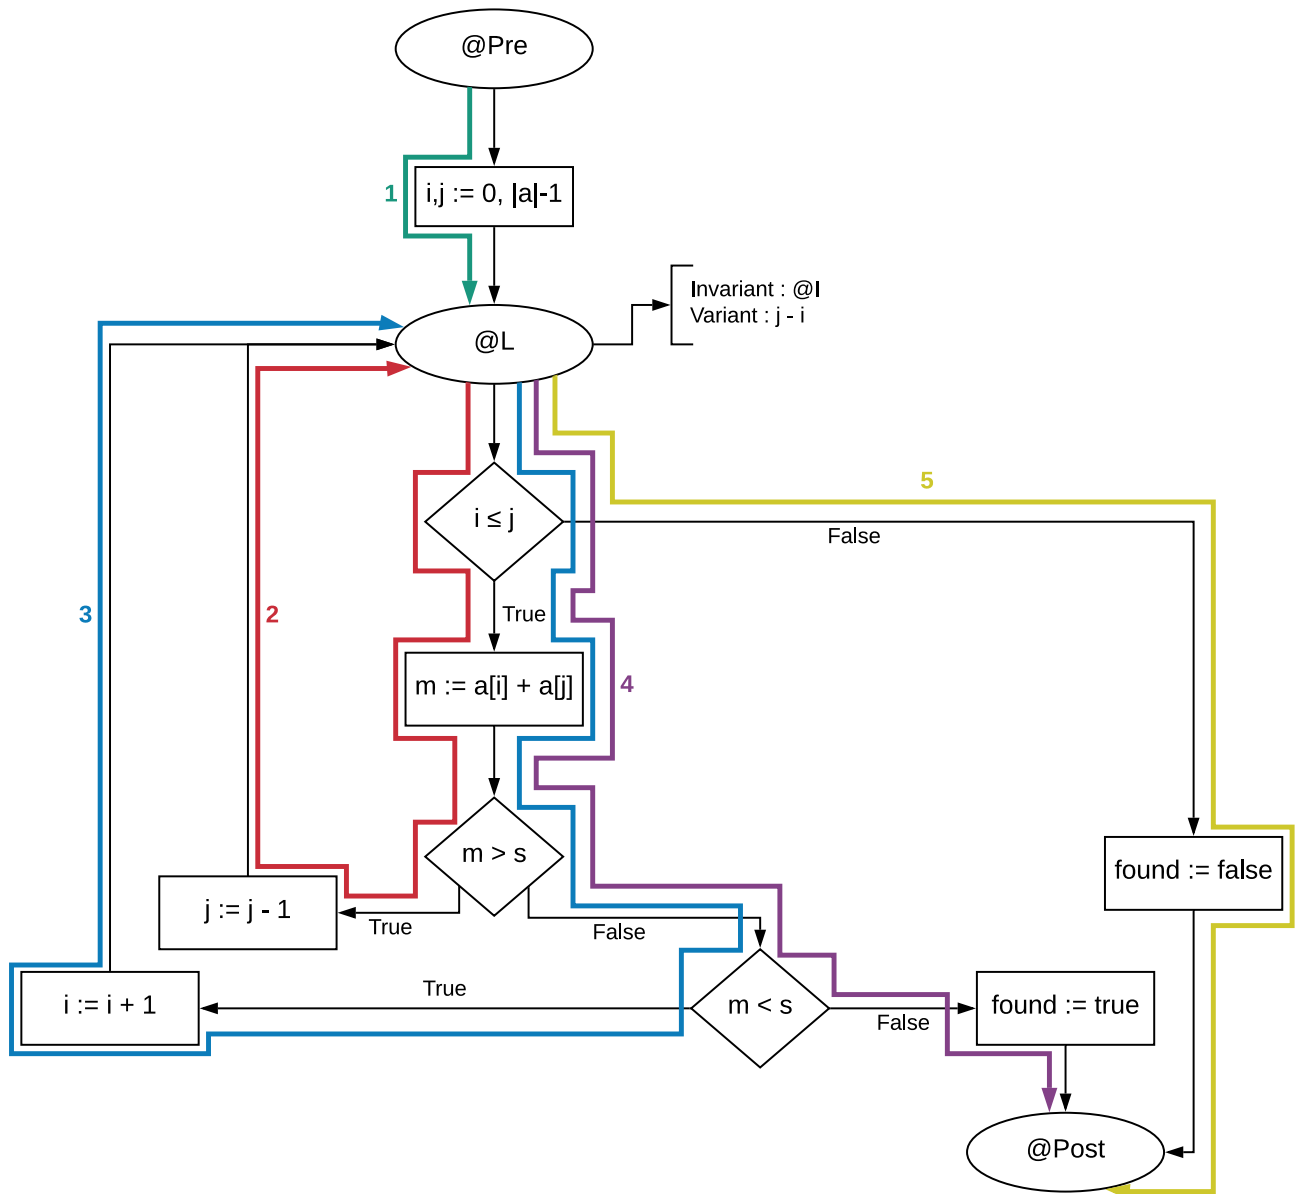 @Pre
1
i,j := 0, |a|-1
Invariant : @I
Variant : j - i
@L
5
i ≤ j
False
3
2
True
m := a[i] + a[j]
4
m > s
found := false
j := j - 1
True
False
True
i := i + 1
m < s
False
found := true
@Post